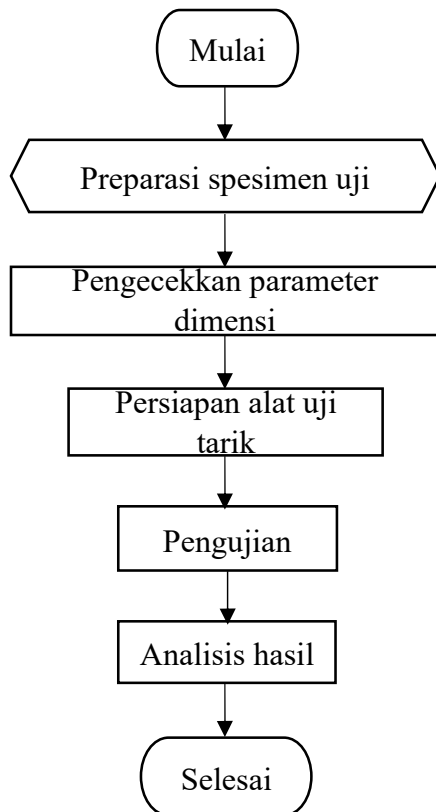 Mulai
Preparasi spesimen uji
Pengecekkan parameter
dimensi
Persiapan alat uji
tarik
Pengujian
Analisis hasil
Selesai